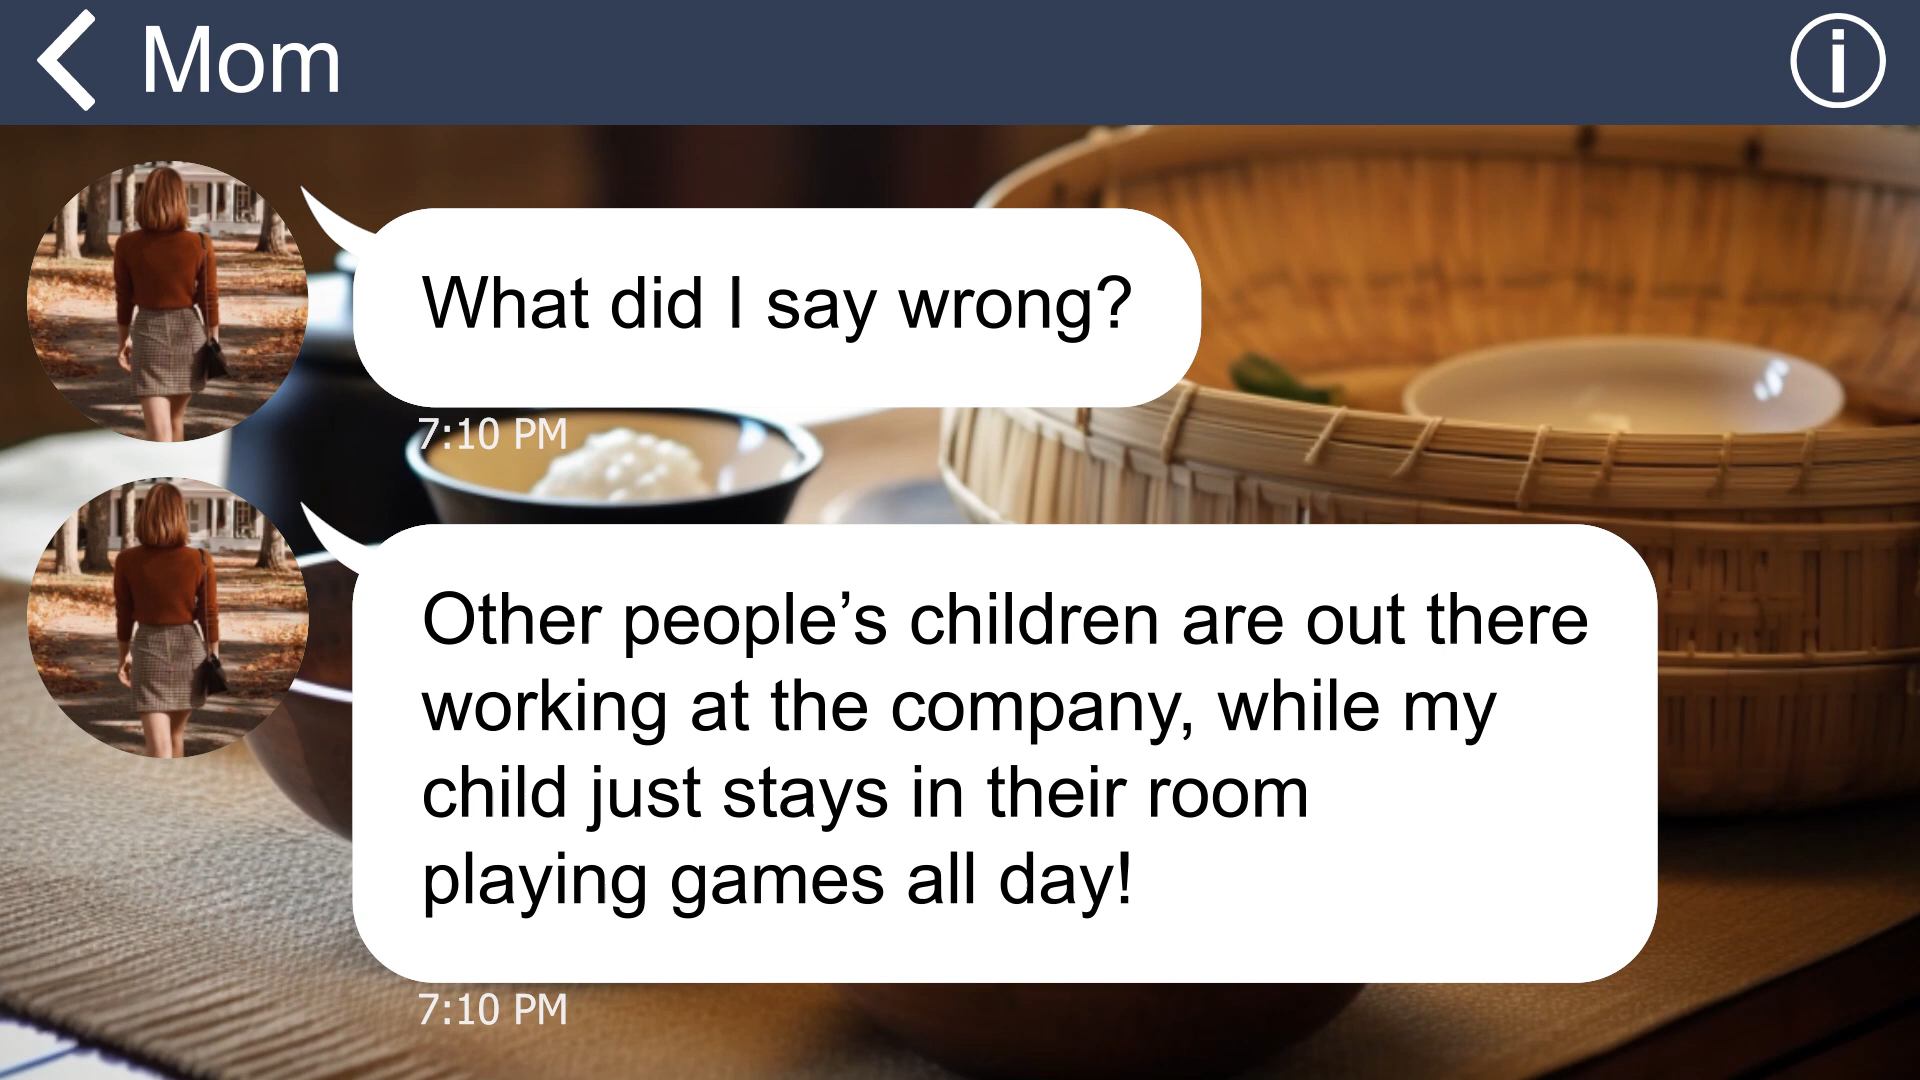 Mom
What did I say wrong?
7:10 PM
Other people’s children are out there
working at the company, while my
child just stays in their room
playing games all day!
7:10 PM